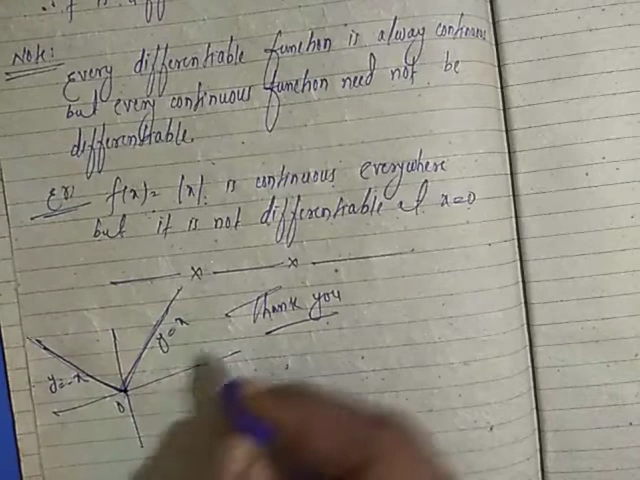 Note:
Every differentiable function is alway continuous
but every continuous function need not be
differentiable.
Ex:) f(x)= |x|. is continuous everywhere
but it is not differentiable at x=0
x x
Thank you
y=x
y=-x
0